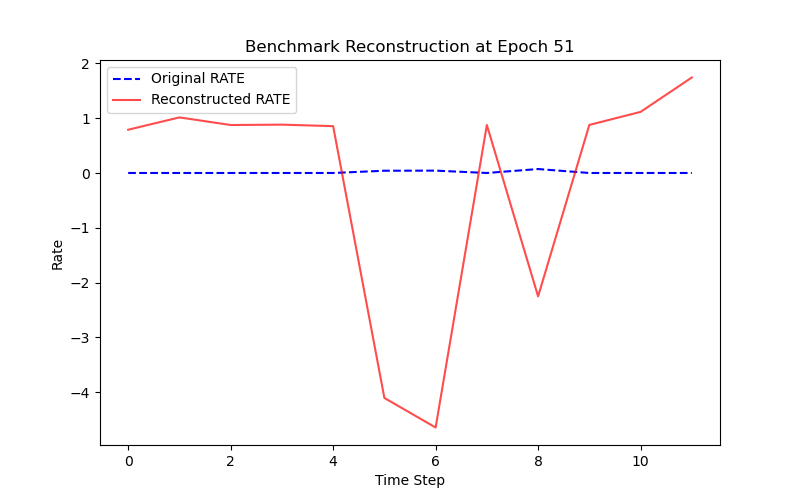 Benchmark Reconstruction at Epoch 51
Original RATE
Reconstructed RATE
2
1
0
−1
−2
−3
−4
Rate
0 2 4 6 8 10
Time Step